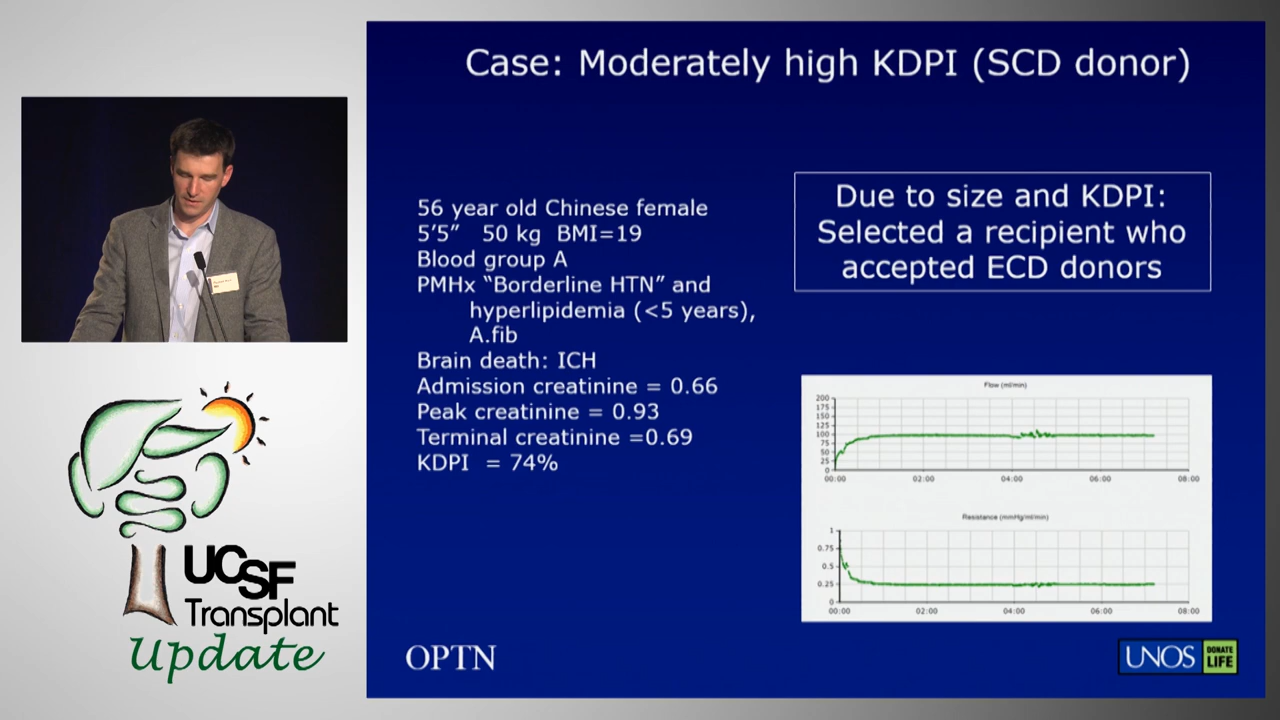 Case: Moderately high KDPI (SCD donor)
56 year old Chinese female
5'5" 50 kg BMI=19
Blood group A
PMHx "Borderline HTN" and
hyperlipidemia (<5 years),
A.fib
Brain death: ICH
Admission creatinine = 0.66
Peak creatinine = 0.93
Terminal creatinine =0.69
KDPI = 74%
Due to size and KDPI:
Selected a recipient who
accepted ECD donors
Flow (ml/min)
200
175
150
125
100
75
50
25
0
00:00 02:00 04:00 06:00 08:00
Resistance (mmHg/ml/min)
1
0.75
0.5
0.25
0
00:00 02:00 04:00 06:00 08:00
UCSF
Transplant
Update
OPTN
UNOS
DONATE
LIFE